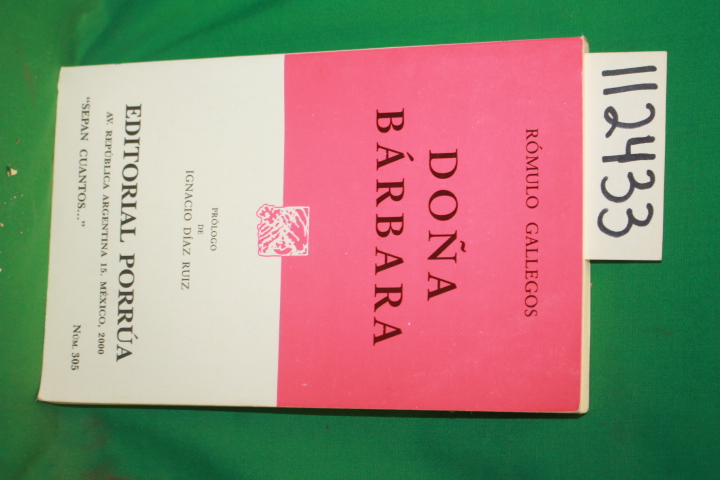 112433
RÓMULO GALLEGOS
DOÑA
BÁRBARA
PRÓLOGO
DE
IGNACIO DÍAZ RUIZ
EDITORIAL PORRÚA
AV. REPÚBLICA ARGENTINA 15. MÉXICO, 2000
"SEPAN CUANTOS..." NÚM. 305